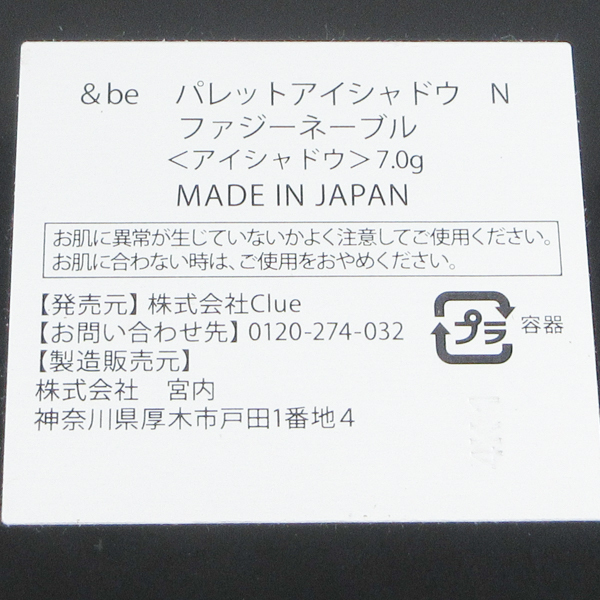 &be パレットアイシャドウ N
ファジーネーブル
＜アイシャドウ＞7.0g
MADE IN JAPAN
お肌に異常が生じていないかよく注意してご使用ください。
お肌に合わない時は、ご使用をおやめください。
【発売元】株式会社Clue
【お問い合わせ先】0120-274-032
【製造販売元】
株式会社 宮内
神奈川県厚木市戸田1番地4
プラ 容器